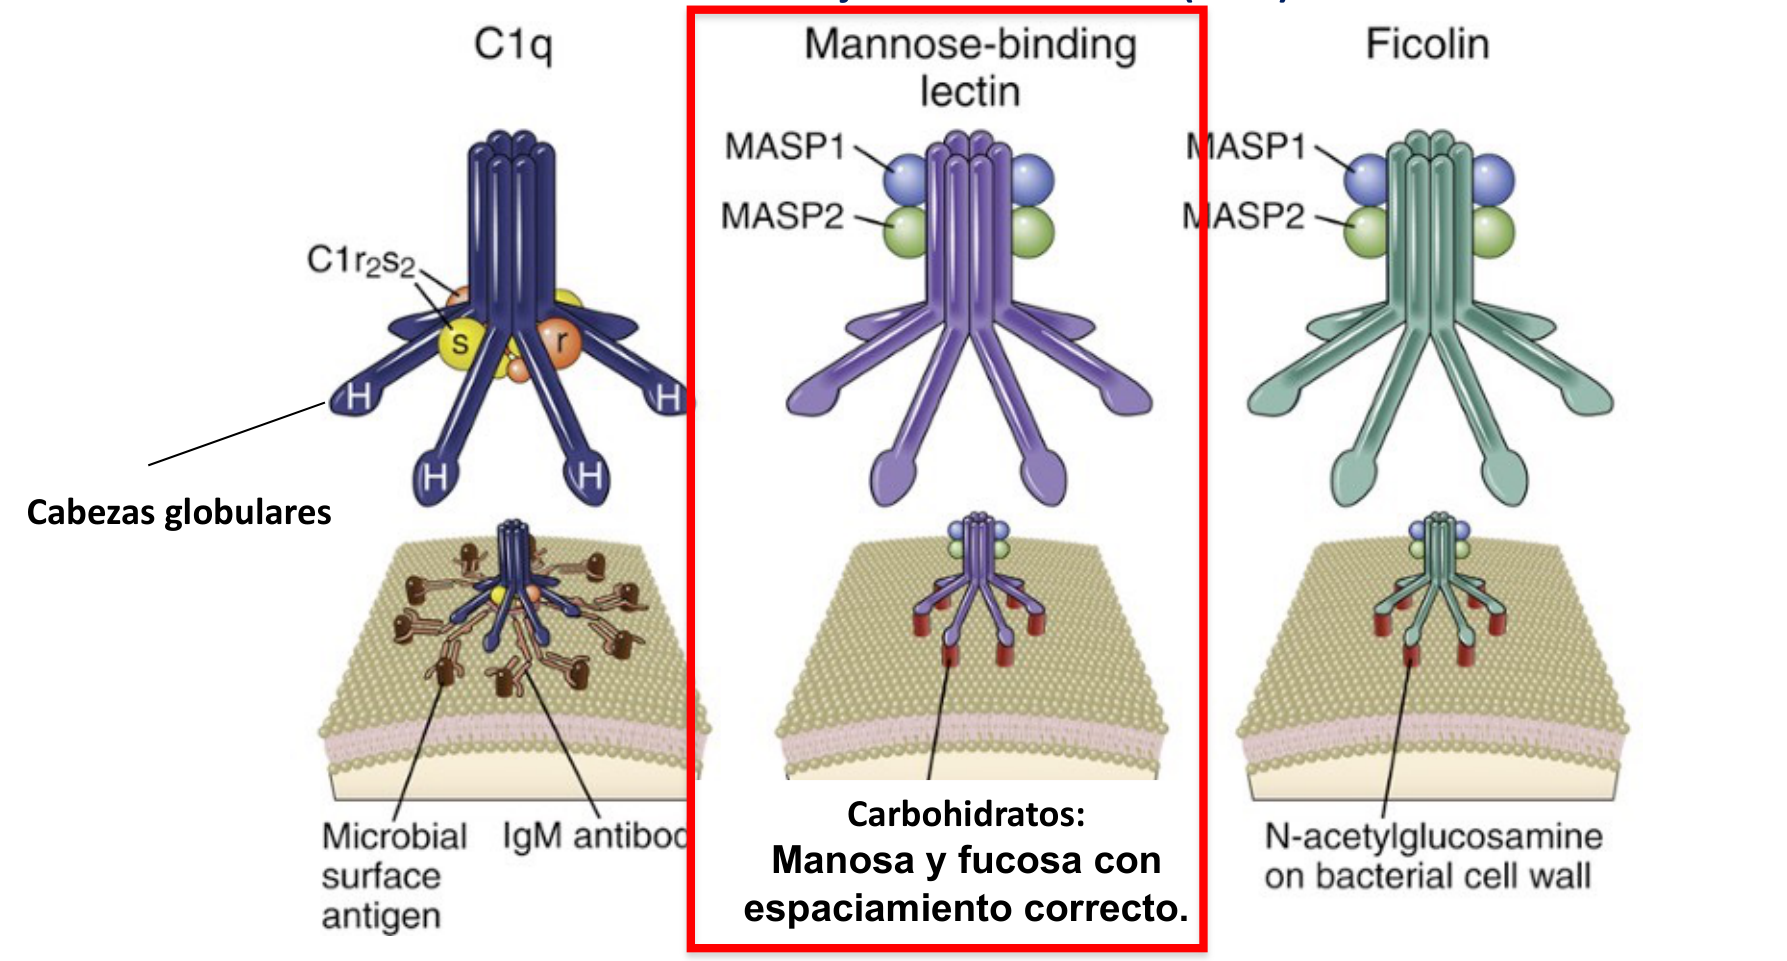 C1q
C1r2s2
s
r
H
H
H
H
Cabezas globulares
Microbial
surface
antigen
IgM antibod
Mannose-binding
lectin
MASP1
MASP2
Carbohidratos:
Manosa y fucosa con
espaciamiento correcto.
Ficolin
MASP1
MASP2
N-acetylglucosamine
on bacterial cell wall